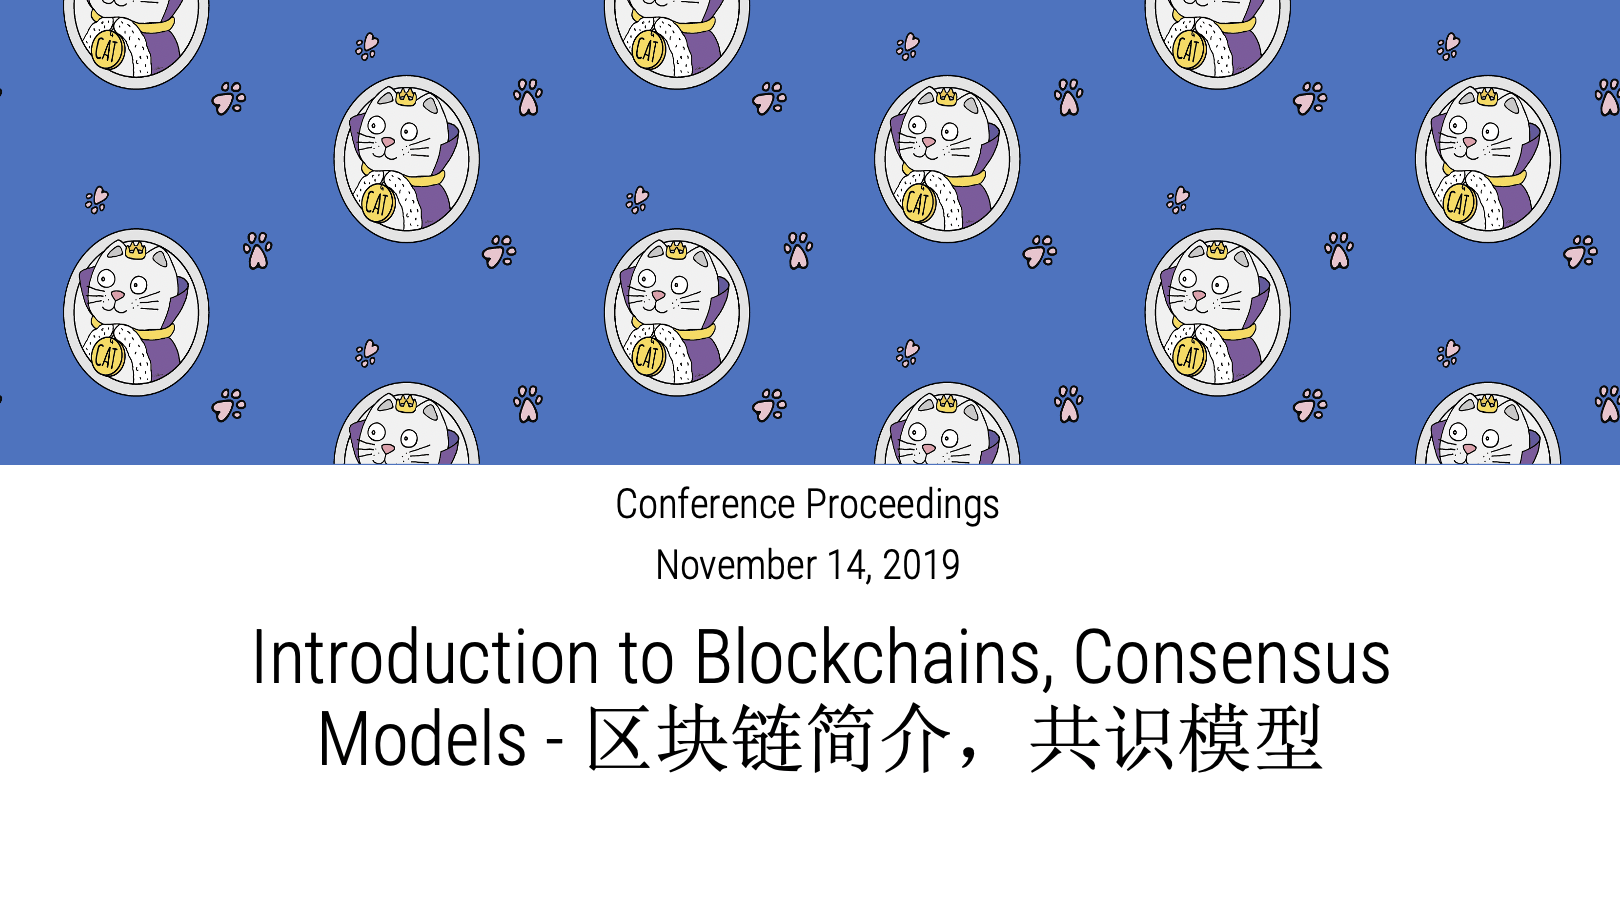 CAT
CAT
CAT
CAT
CAT
CAT
CAT
CAT
CAT
Conference Proceedings
November 14, 2019
Introduction to Blockchains, Consensus
Models - 区块链简介，共识模型